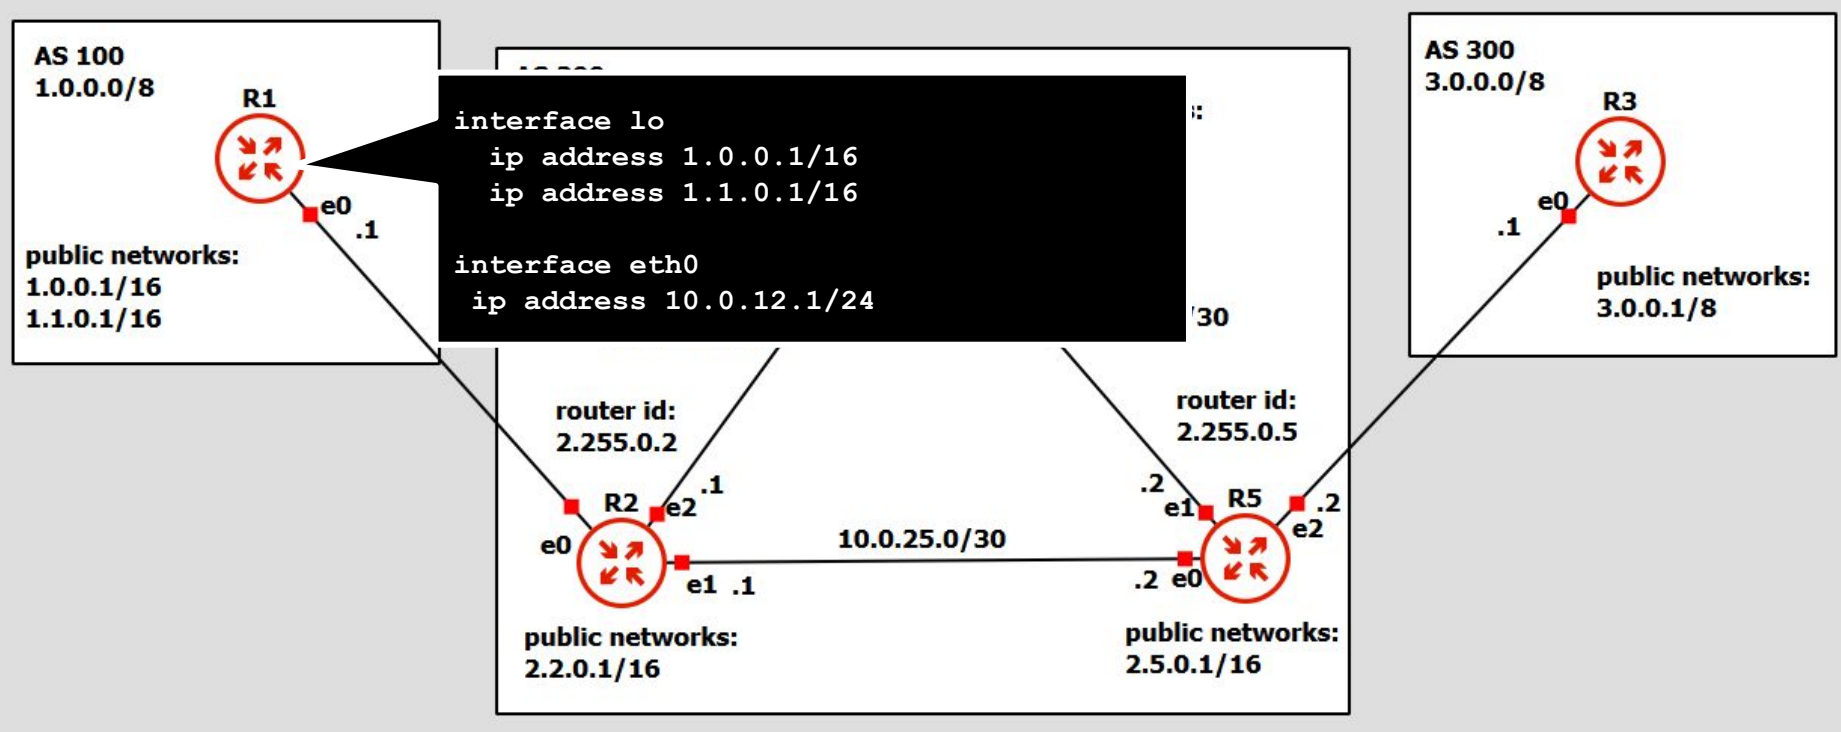 AS 100
1.0.0.0/8
R1
e0
.1
public networks:
1.0.0.1/16
1.1.0.1/16
interface lo
ip address 1.0.0.1/16
ip address 1.1.0.1/16
interface eth0
ip address 10.0.12.1/24
/30
AS 300
3.0.0.0/8
R3
e0
.1
public networks:
3.0.0.1/8
router id:
2.255.0.2
router id:
2.255.0.5
.1
R2
e2
e0
e1 .1
10.0.25.0/30
.2
e1
R5
.2
e2
.2 e0
public networks:
2.2.0.1/16
public networks:
2.5.0.1/16